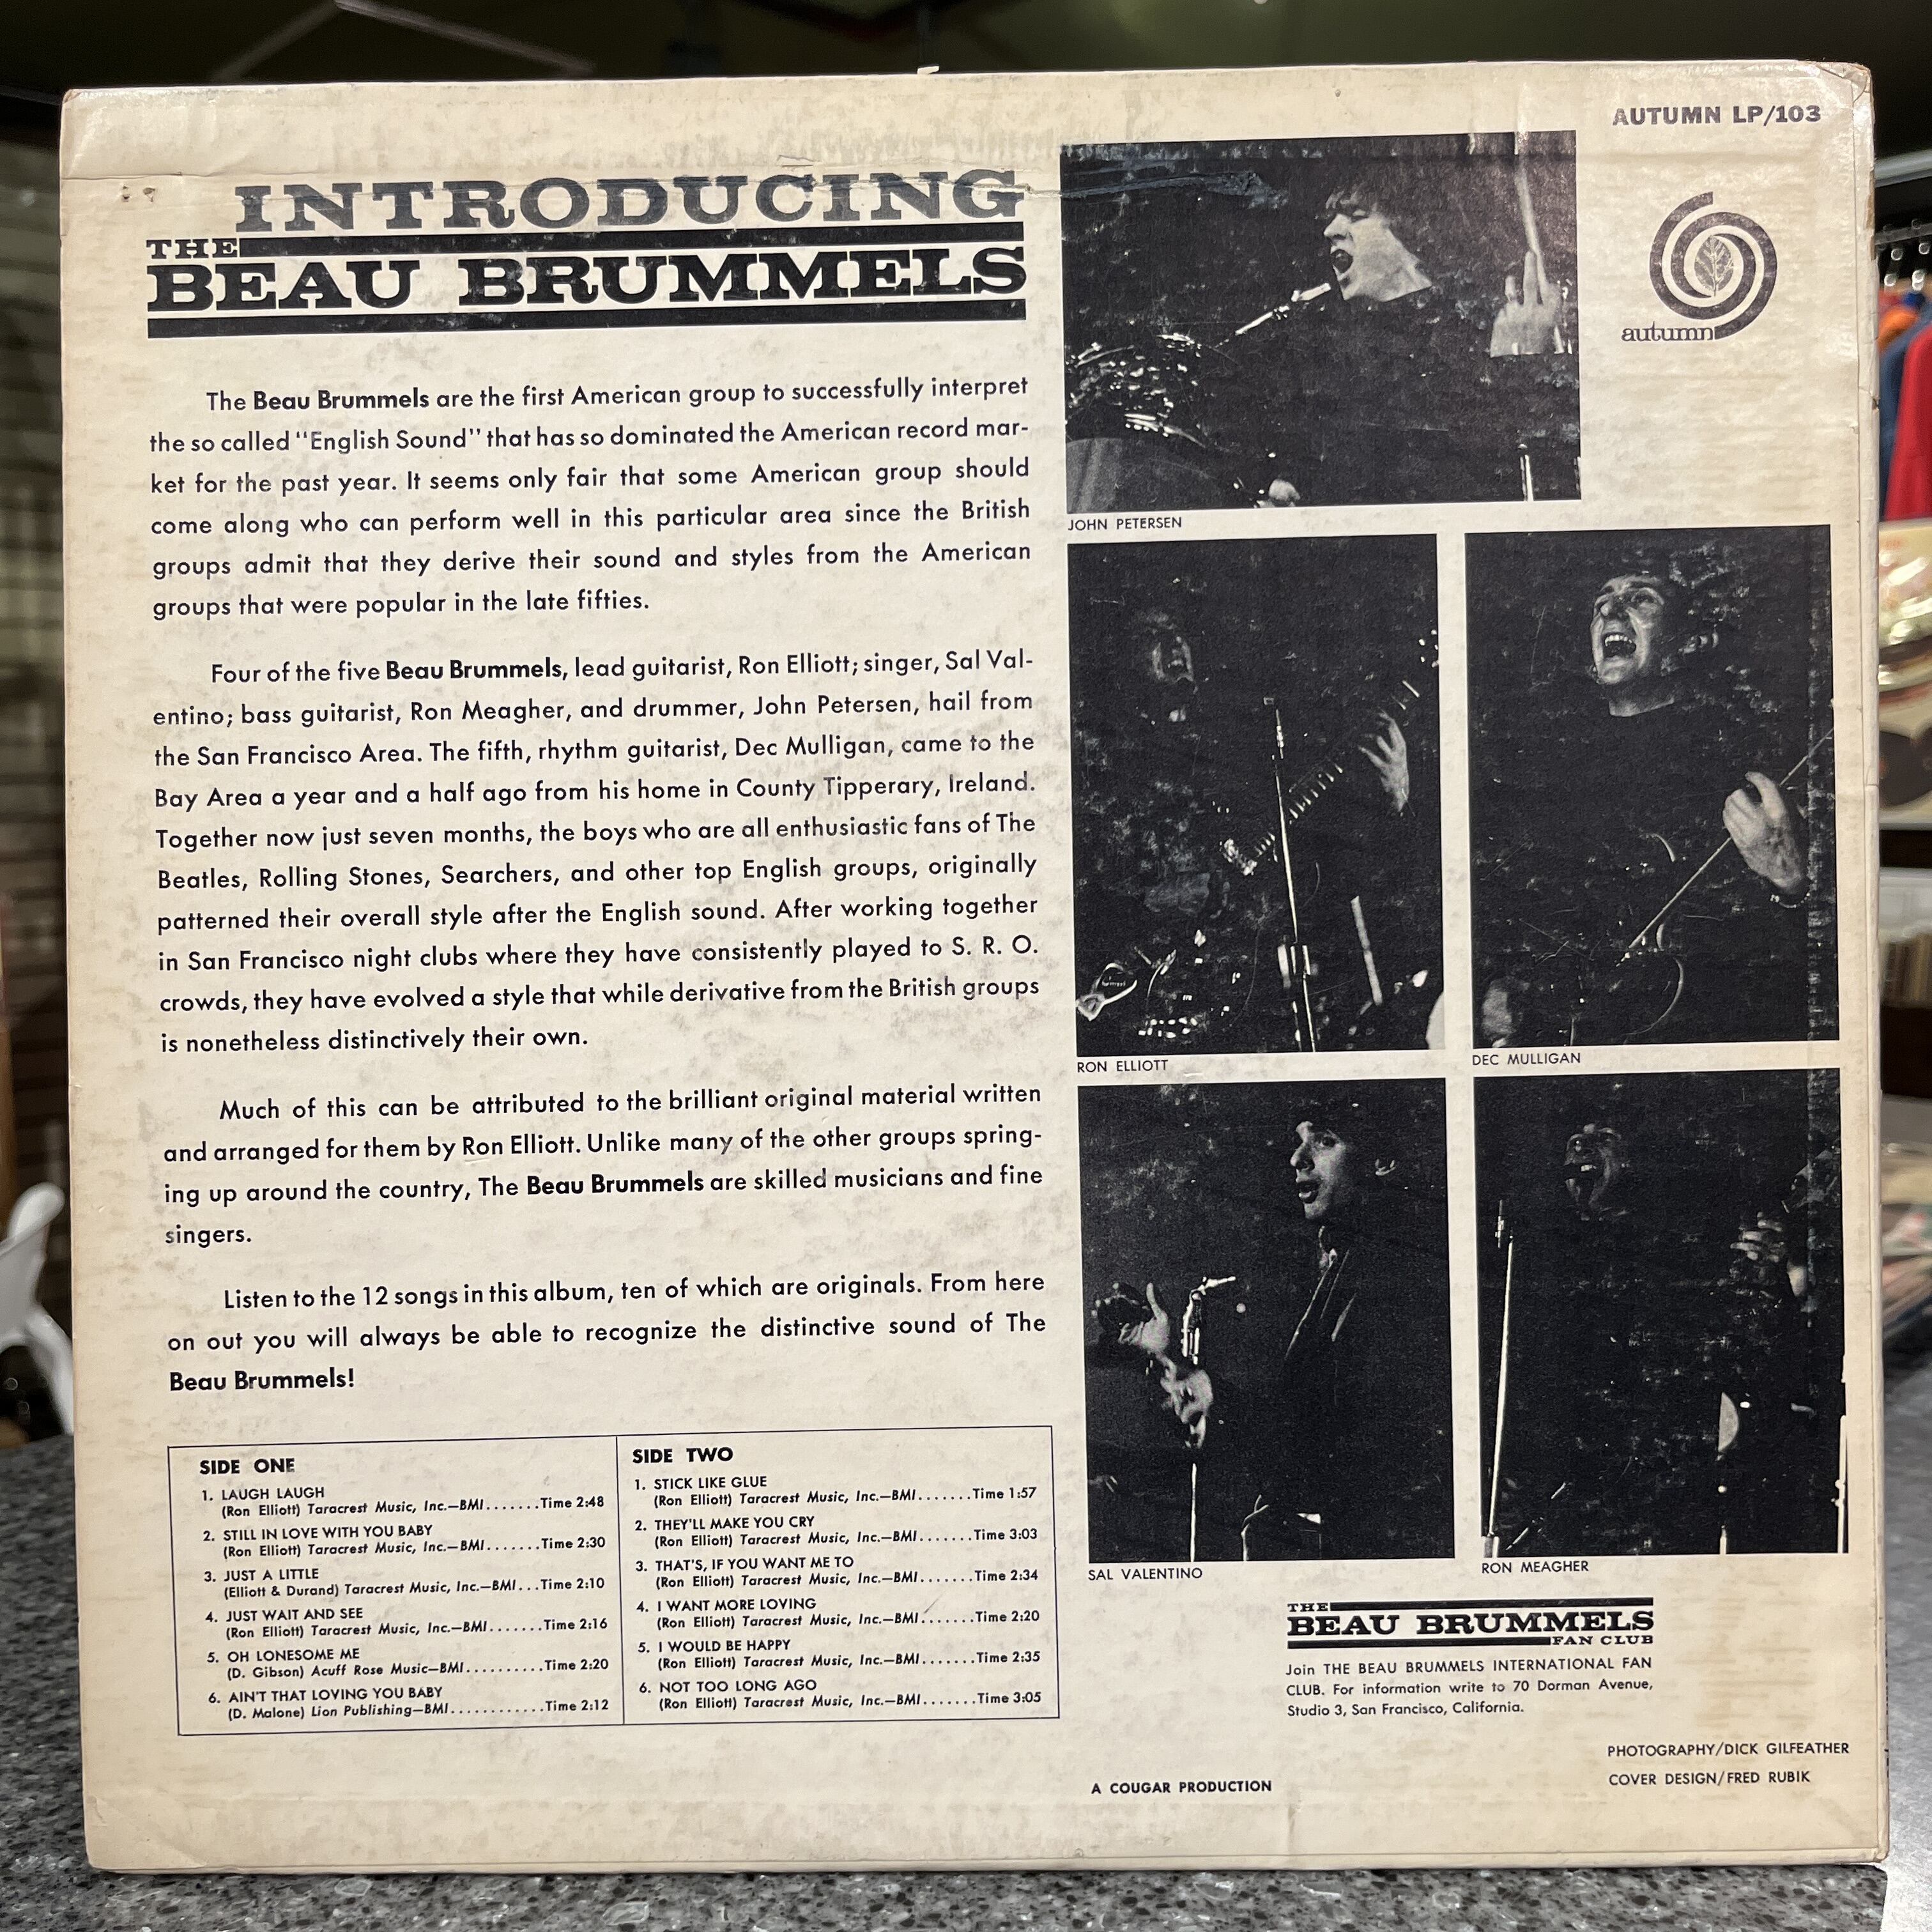 AUTUMN LP/103
INTRODUCING
THE
BEAU BRUMMELS
autumn
The Beau Brummels are the first American group to successfully interpret
the so called "English Sound" that has so dominated the American record mar-
ket for the past year. It seems only fair that some American group should
come along who can perform well in this particular area since the British
groups admit that they derive their sound and styles from the American
groups that were popular in the late fifties.
Four of the five Beau Brummels, lead guitarist, Ron Elliott; singer, Sal Val-
entino; bass guitarist, Ron Meagher, and drummer, John Petersen, hail from
the San Francisco Area. The fifth, rhythm guitarist, Dec Mulligan, came to the
Bay Area a year and a half ago from his home in County Tipperary, Ireland.
Together now just seven months, the boys who are all enthusiastic fans of The
Beatles, Rolling Stones, Searchers, and other top English groups, originally
patterned their overall style after the English sound. After working together
in San Francisco night clubs where they have consistently played to S. R. O.
crowds, they have evolved a style that while derivative from the British groups
is nonetheless distinctively their own.
Much of this can be attributed to the brilliant original material written
and arranged for them by Ron Elliott. Unlike many of the other groups spring-
ing up around the country, The Beau Brummels are skilled musicians and fine
singers.
Listen to the 12 songs in this album, ten of which are originals. From here
on out you will always be able to recognize the distinctive sound of The
Beau Brummels!
SIDE ONE
1. LAUGH LAUGH
(Ron Elliott) Taracrest Music, Inc.—BMI.......Time 2:48
2. STILL IN LOVE WITH YOU BABY
(Ron Elliott) Taracrest Music, Inc.—BMI.......Time 2:30
3. JUST A LITTLE
(Elliott & Durand) Taracrest Music, Inc.—BMI...Time 2:10
4. JUST WAIT AND SEE
(Ron Elliott) Taracrest Music, Inc.—BMI.......Time 2:16
5. OH LONESOME ME
(D. Gibson) Acuff Rose Music—BMI..........Time 2:20
6. AIN'T THAT LOVING YOU BABY
(D. Malone) Lion Publishing—BMI............Time 2:12
SIDE TWO
1. STICK LIKE GLUE
(Ron Elliott) Taracrest Music, Inc.—BMI.......Time 1:57
2. THEY'LL MAKE YOU CRY
(Ron Elliott) Taracrest Music, Inc.—BMI.......Time 3:03
3. THAT'S, IF YOU WANT ME TO
(Ron Elliott) Taracrest Music, Inc.—BMI.......Time 2:34
4. I WANT MORE LOVING
(Ron Elliott) Taracrest Music, Inc.—BMI.......Time 2:20
5. I WOULD BE HAPPY
(Ron Elliott) Taracrest Music, Inc.—BMI.......Time 2:35
6. NOT TOO LONG AGO
(Ron Elliott) Taracrest Music, Inc.—BMI.......Time 3:05
JOHN PETERSEN
RON ELLIOTT
DEC MULLIGAN
SAL VALENTINO
RON MEAGHER
THE
BEAU BRUMMELS
FAN CLUB
Join THE BEAU BRUMMELS INTERNATIONAL FAN
CLUB. For information write to 70 Dorman Avenue,
Studio 3, San Francisco, California.
PHOTOGRAPHY/DICK GILFEATHER
COVER DESIGN/FRED RUBIK
A COUGAR PRODUCTION